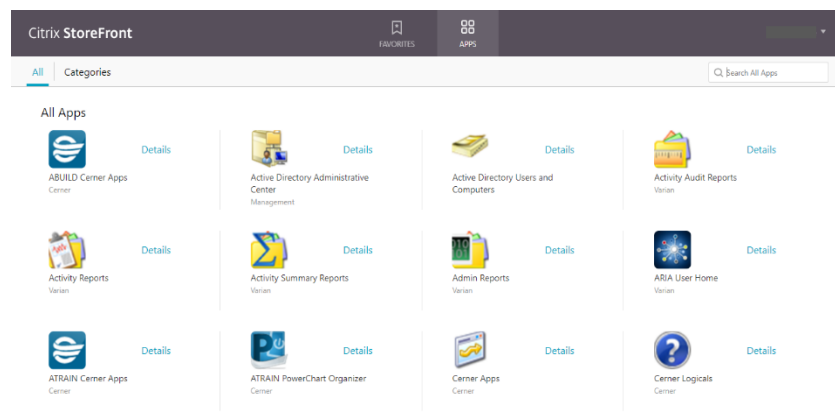 Citrix StoreFront
FAVORITES
APPS
All
Categories
Search All Apps
All Apps
Details
ABUILD Cerner Apps
Cerner
Details
Active Directory Administrative
Center
Management
Details
Active Directory Users and
Computers
Details
Activity Audit Reports
Varian
Details
Activity Reports
Varian
Details
Activity Summary Reports
Varian
Details
Admin Reports
Varian
Details
ARIA User Home
Varian
Details
ATRAIN Cerner Apps
Cerner
Details
ATRAIN PowerChart Organizer
Cerner
Details
Cerner Apps
Cerner
Details
Cerner Logicals
Cerner